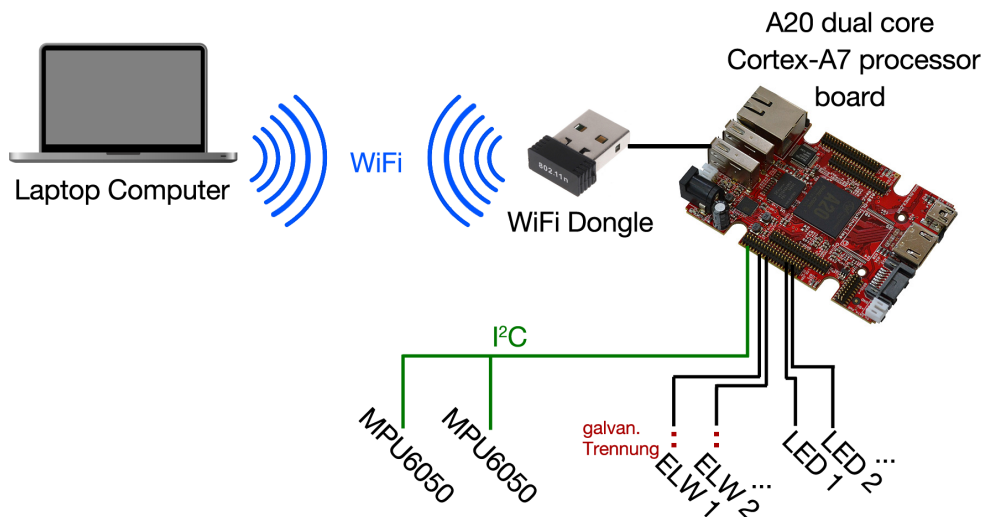 A20 dual core
Cortex-A7 processor
board
Laptop Computer
WiFi
802.11n
WiFi Dongle
A20
I²C
MPU6050
MPU6050
galvan.
Trennung
ELW 1
ELW 2
...
LED 1
LED 2
...